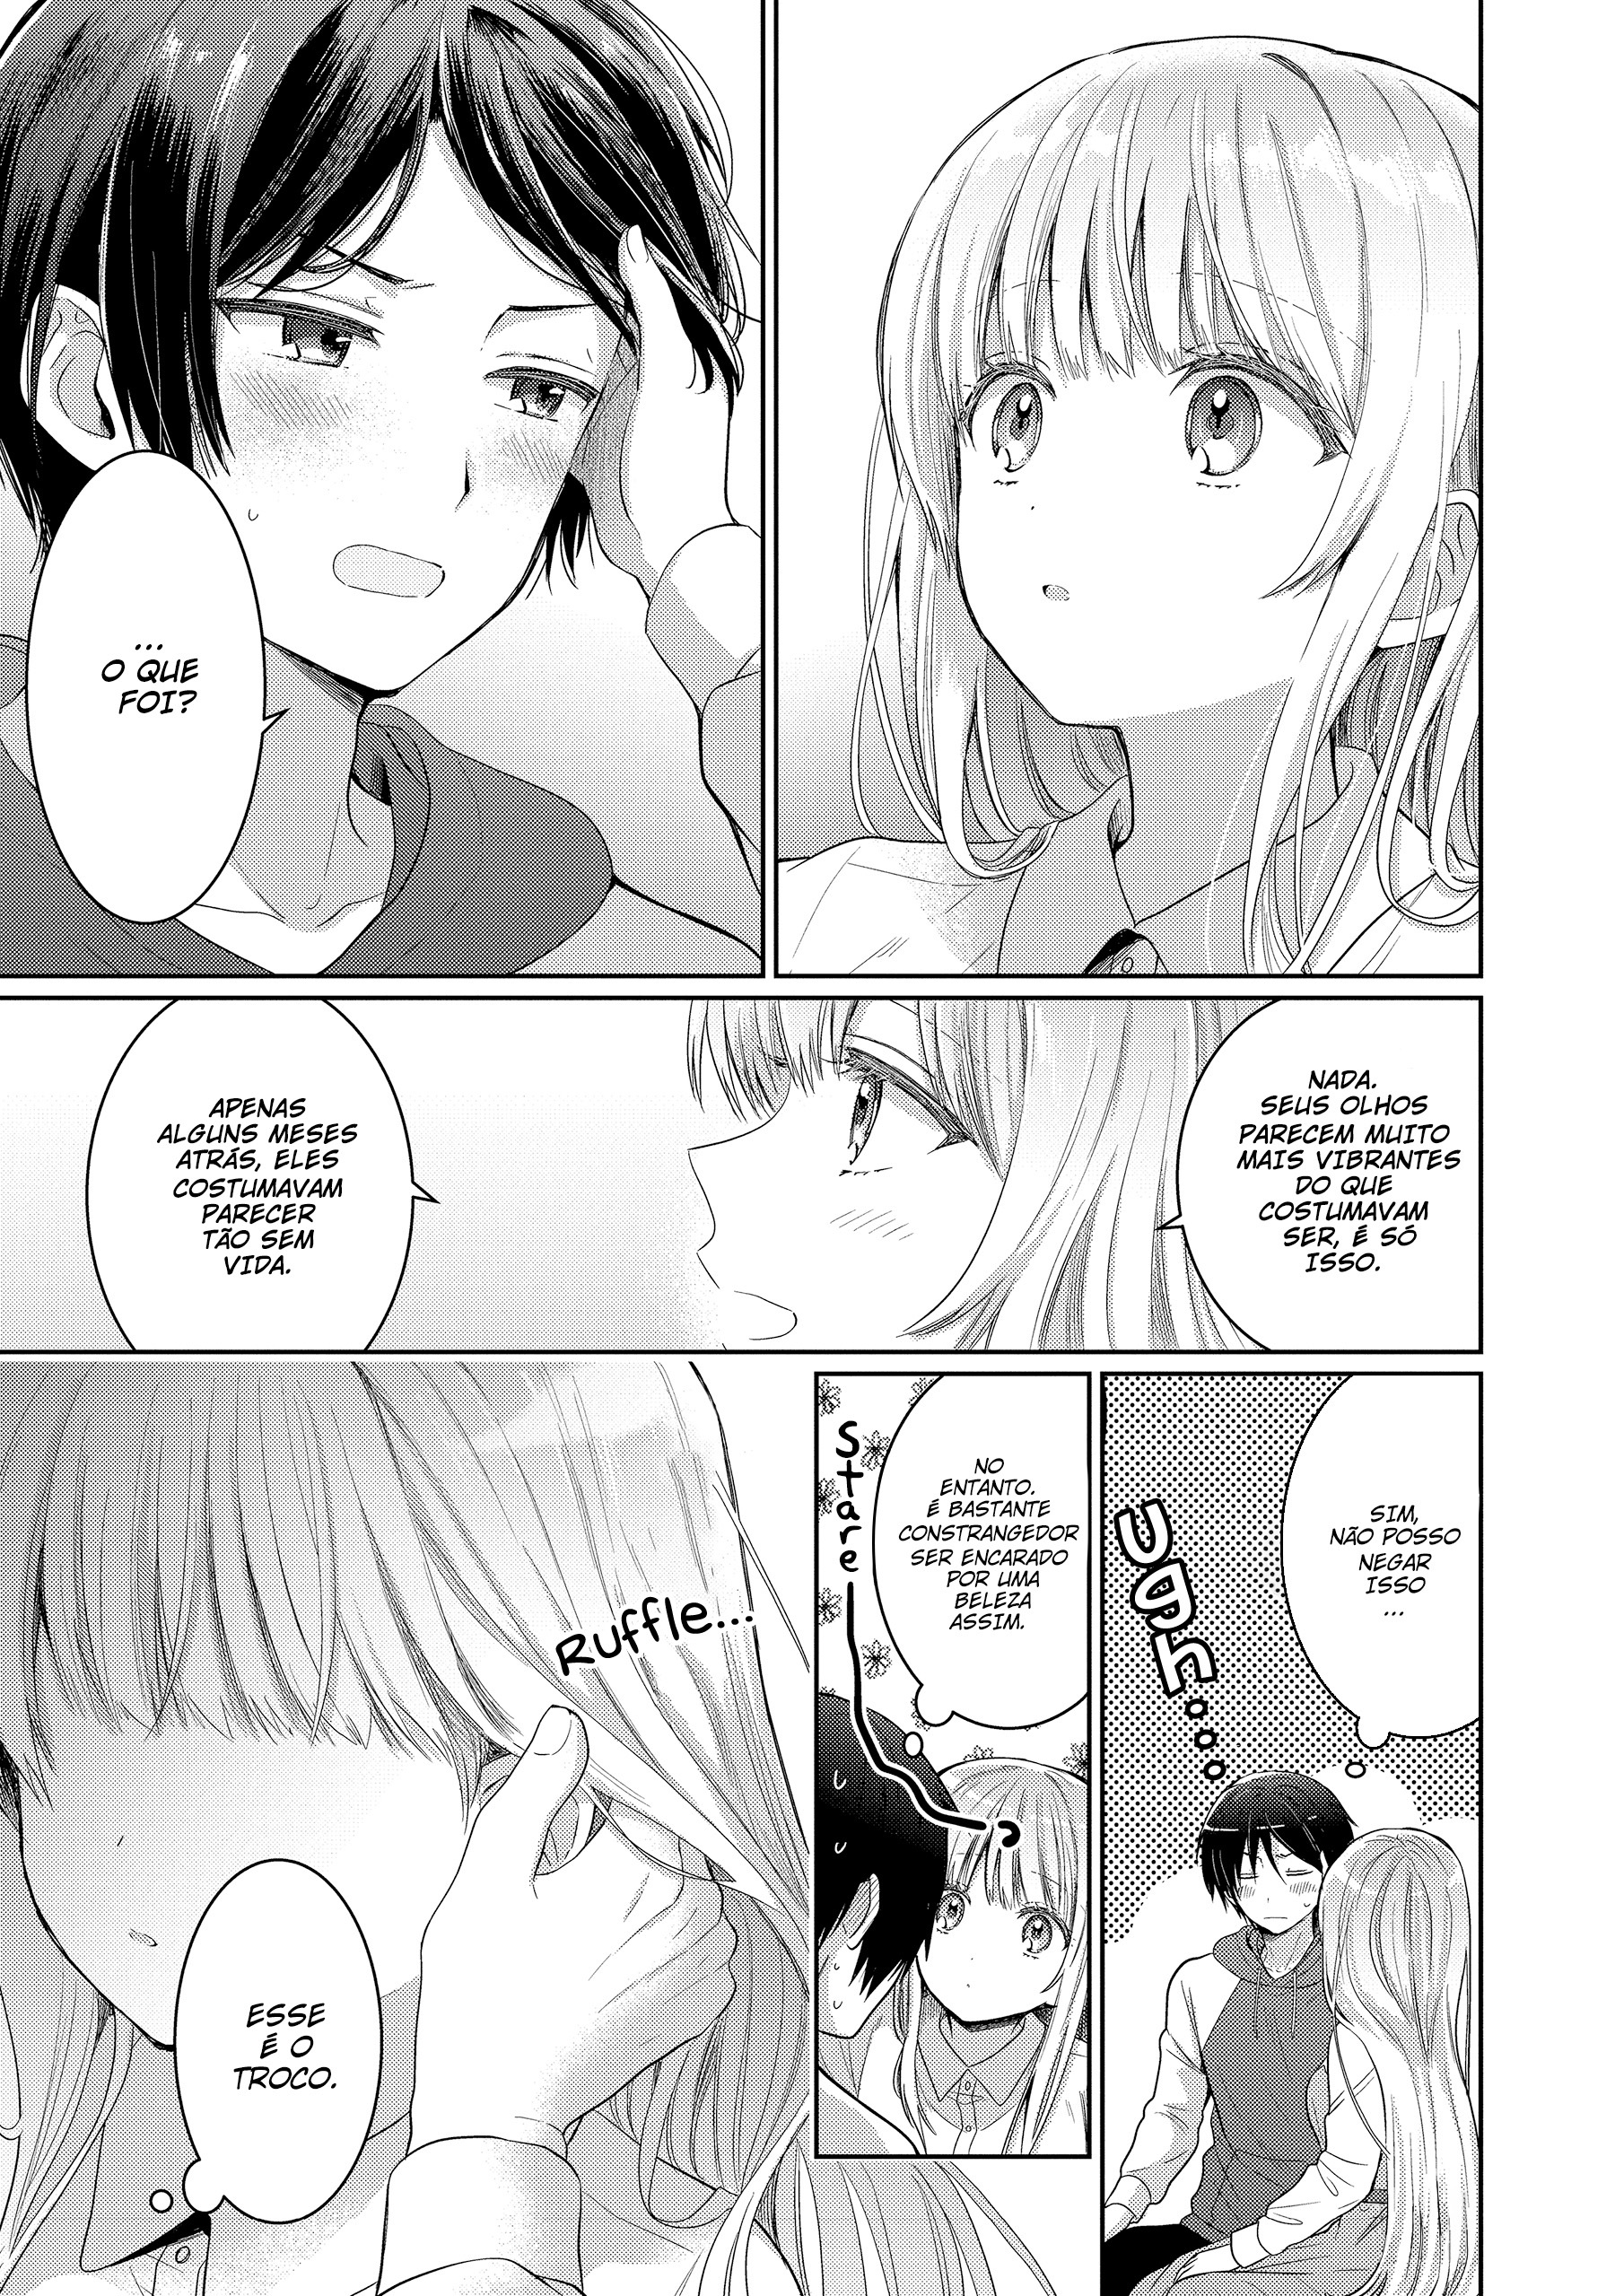 ...
O QUE
FOI?
NADA.
SEUS OLHOS
PARECEM MUITO
MAIS VIBRANTES
DO QUE
COSTUMAVAM
SER, É SÓ
ISSO.
APENAS
ALGUNS MESES
ATRÁS, ELES
COSTUMAVAM
PARECER
TÃO SEM
VIDA.
SIM,
NÃO POSSO
NEGAR
ISSO
...
NO
ENTANTO.
É BASTANTE
CONSTRANGEDOR
SER ENCARADO
POR UMA
BELEZA
ASSIM.
Stare
Ruffle...
ESSE
É O
TROCO.